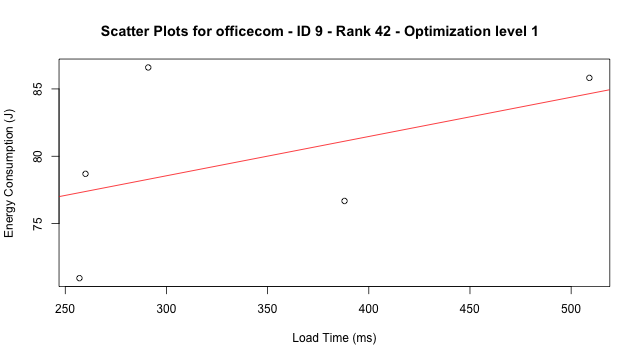 Scatter Plots for officecom - ID 9 - Rank 42 - Optimization level 1
Energy Consumption (J)
85
80
75
250 300 350 400 450 500
Load Time (ms)